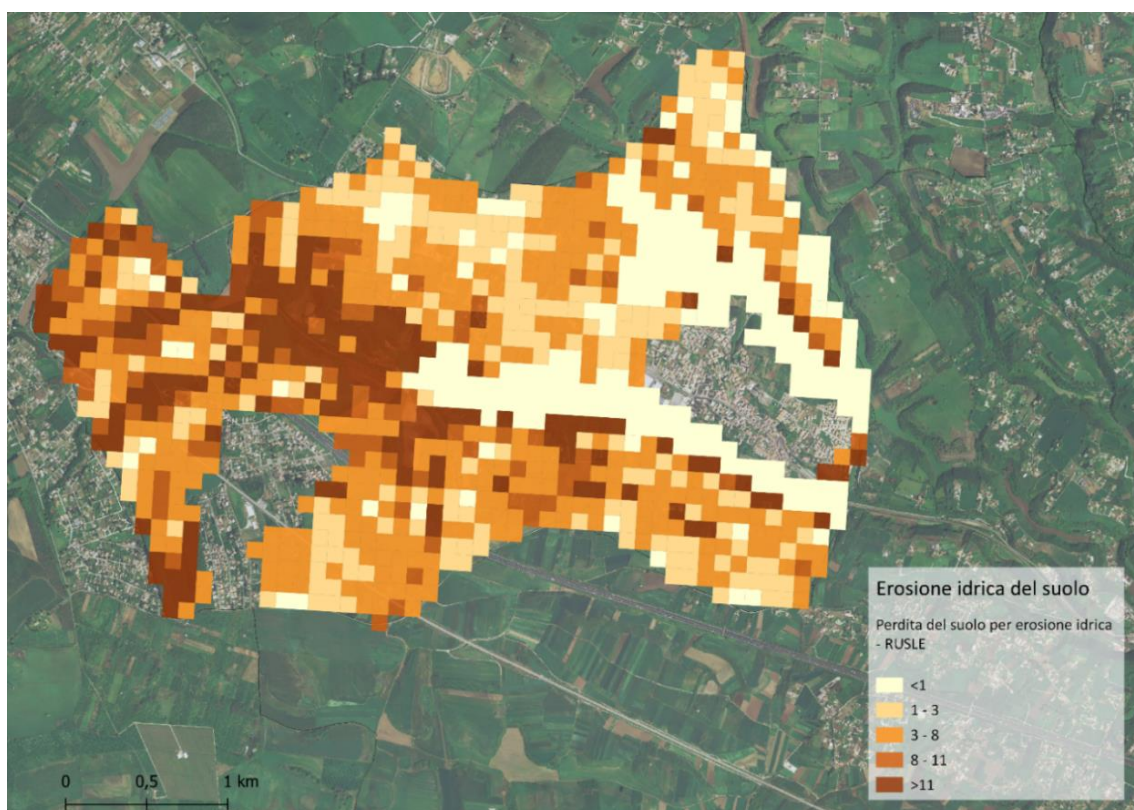 Erosione idrica del suolo
Perdita del suolo per erosione idrica
- RUSLE
<1
1 - 3
3 - 8
8 - 11
>11
0 0,5 1 km